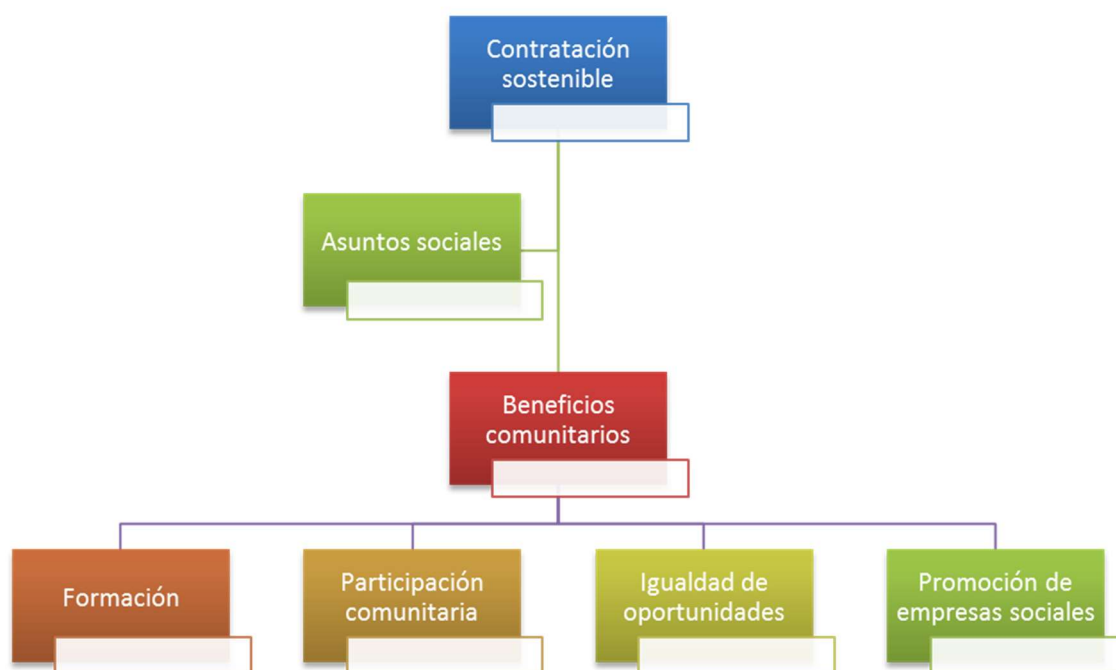 Contratación
sostenible
Asuntos sociales
Beneficios
comunitarios
Formación
Participación
comunitaria
Igualdad de
oportunidades
Promoción de
empresas sociales